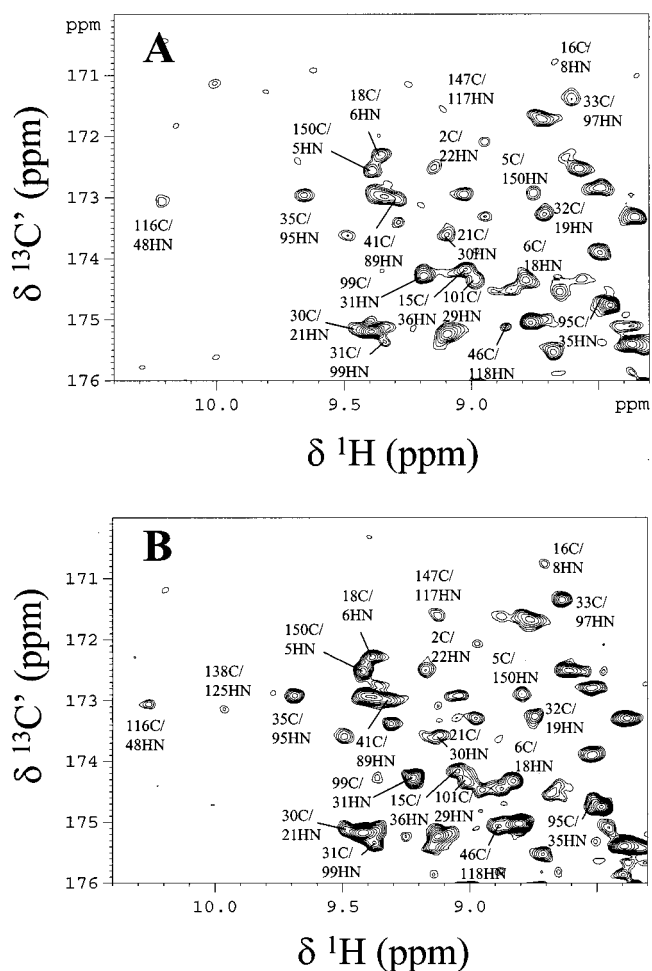 ppm
A
16C/
8HN
171
147C/
117HN
33C/
97HN
18C/
6HN
172
2C/
22HN
150C/
5HN
5C/
150HN
173
35C/
95HN
32C/
19HN
116C/
48HN
41C/
89HN
21C/
30HN
6C/
18HN
174
99C/
31HN
15C/
36HN
101C/
29HN
30C/
21HN
95C/
35HN
175
31C/
99HN
46C/
118HN
176
10.0
9.5
9.0
ppm
δ 13C' (ppm)
δ 1H (ppm)
B
16C/
8HN
171
147C/
117HN
33C/
97HN
18C/
6HN
172
150C/
5HN
2C/
22HN
138C/
125HN
5C/
150HN
173
116C/
48HN
35C/
95HN
32C/
19HN
41C/
89HN
21C/
30HN
6C/
18HN
174
99C/
31HN
15C/
36HN
101C/
29HN
30C/
21HN
95C/
35HN
175
31C/
99HN
46C/
118HN
176
10.0
9.5
9.0
δ 13C' (ppm)
δ 1H (ppm)